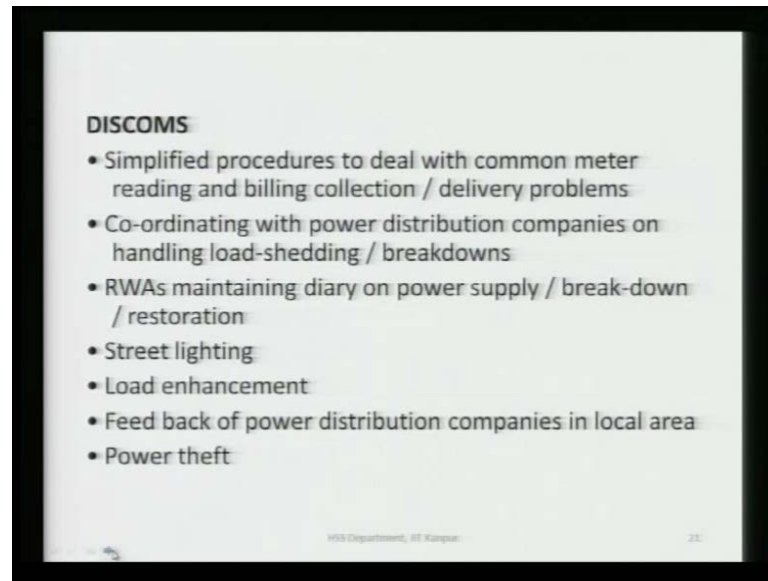 DISCOMS
• Simplified procedures to deal with common meter
reading and billing collection / delivery problems
• Co-ordinating with power distribution companies on
handling load-shedding / breakdowns
• RWAs maintaining diary on power supply / break-down
/ restoration
• Street lighting
• Load enhancement
• Feed back of power distribution companies in local area
• Power theft
HSS Department, IIT Kanpur
21